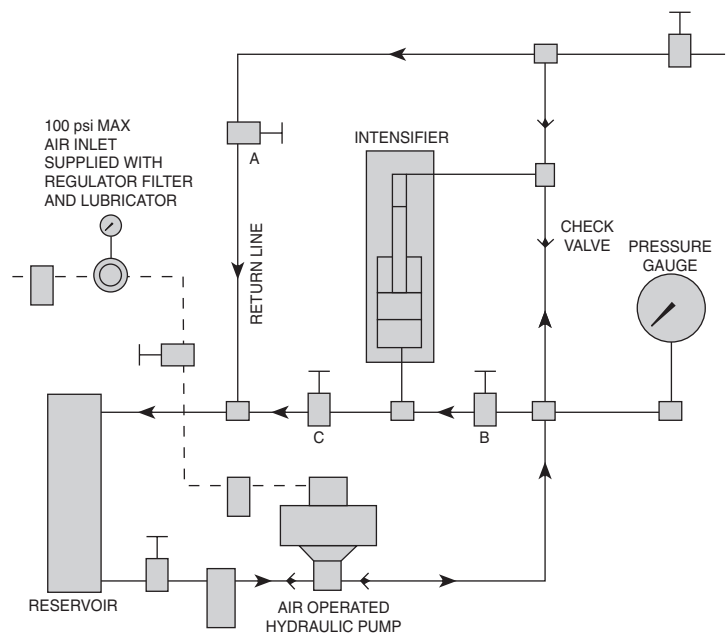 100 psi MAX
AIR INLET
SUPPLIED WITH
REGULATOR FILTER
AND LUBRICATOR
A
INTENSIFIER
RETURN LINE
CHECK
VALVE
PRESSURE
GAUGE
C
B
RESERVOIR
AIR OPERATED
HYDRAULIC PUMP